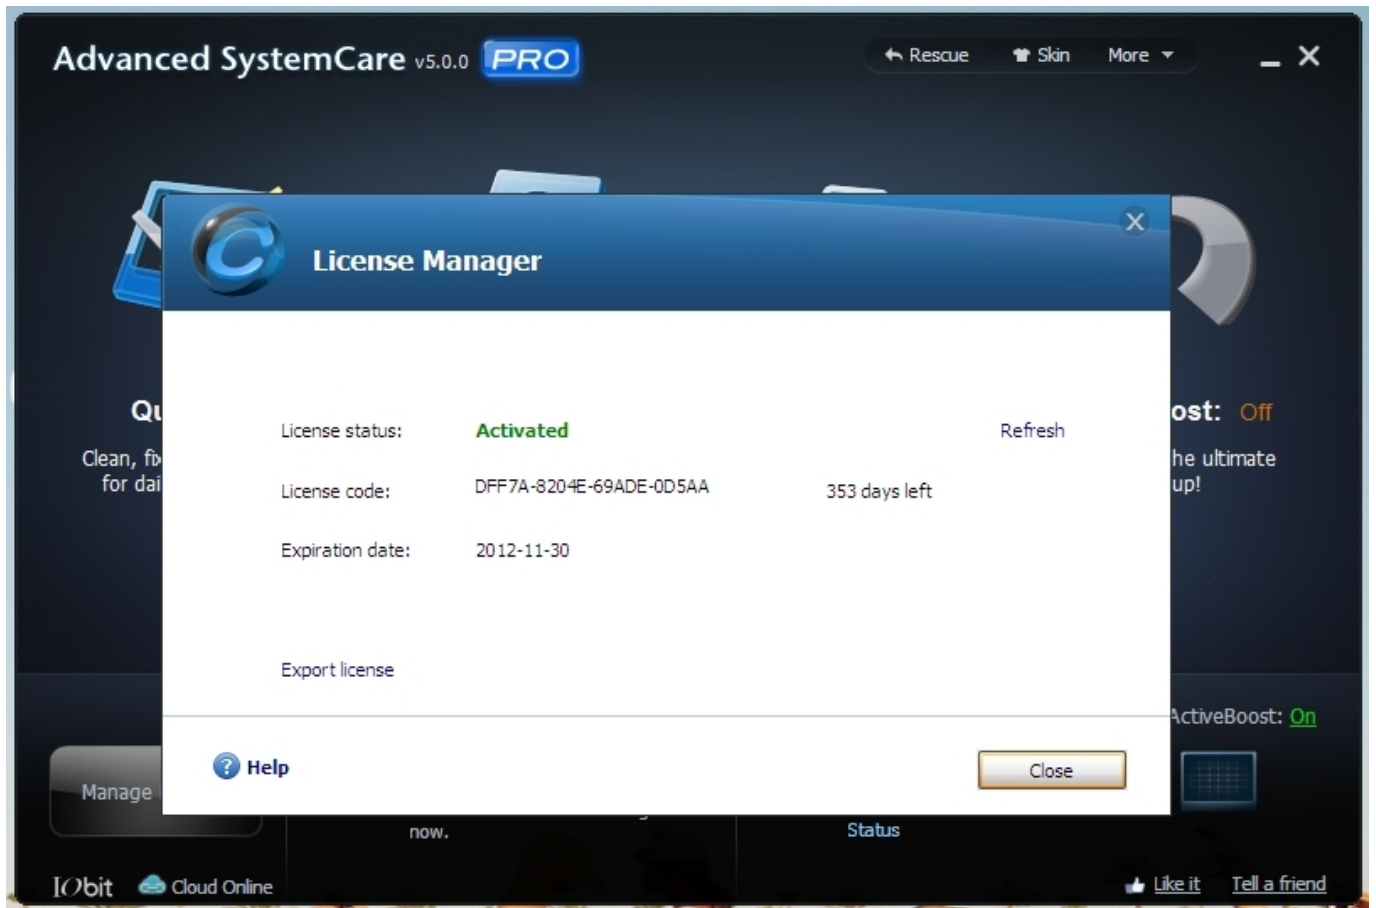 Advanced SystemCare v5.0.0 PRO
Rescue Skin More
License Manager
License status: Activated Refresh
License code: DFF7A-8204E-69ADE-0D5AA 353 days left
Expiration date: 2012-11-30
Export license
Help Close
ost: Off
Clean, fix
for dai
he ultimate
up!
ActiveBoost: On
Manage
now.
Status
IObit Cloud Online Like it Tell a friend